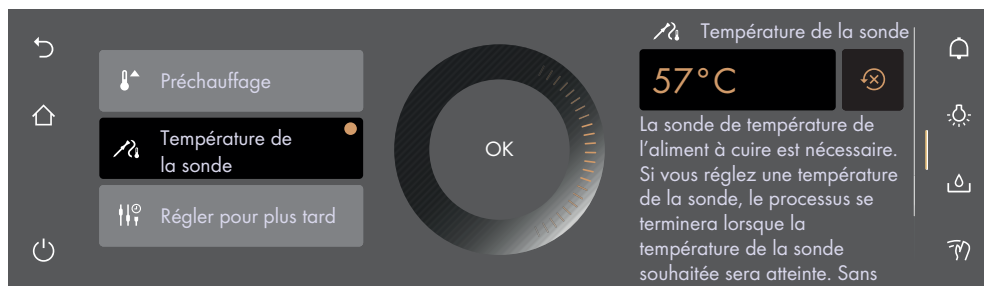 Préchauffage
Température de
la sonde
Régler pour plus tard
OK
Température de la sonde
57°C
La sonde de température de
l'aliment à cuire est nécessaire.
Si vous réglez une température
de la sonde, le processus se
terminera lorsque la
température de la sonde
souhaitée sera atteinte. Sans